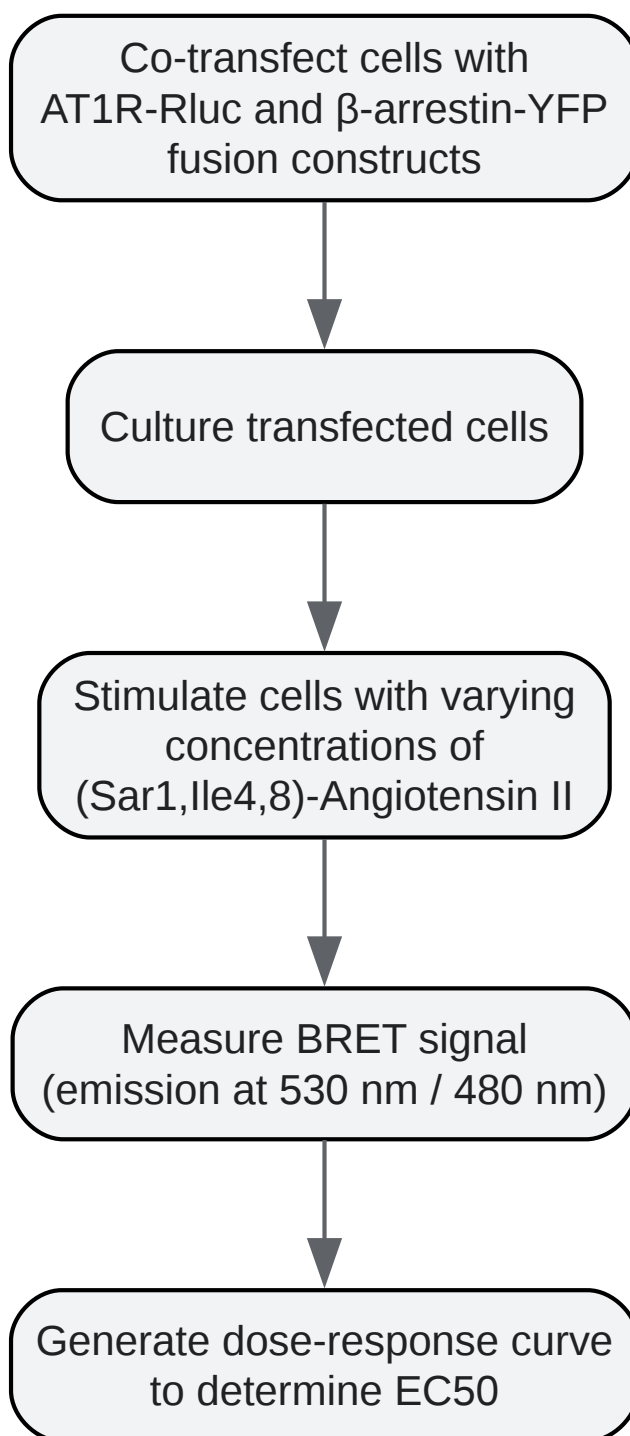 Co-transfect cells with
AT1R-Rluc and β-arrestin-YFP
fusion constructs
Culture transfected cells
Stimulate cells with varying
concentrations of
(Sar1,Ile4,8)-Angiotensin II
Measure BRET signal
(emission at 530 nm / 480 nm)
Generate dose-response curve
to determine EC50